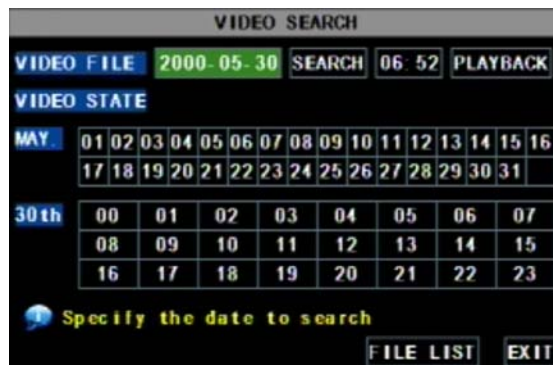 VIDEO SEARCH
VIDEO FILE 2000-05-30 SEARCH 06:52 PLAYBACK
VIDEO STATE
MAY. 01 02 03 04 05 06 07 08 09 10 11 12 13 14 15 16
17 18 19 20 21 22 23 24 25 26 27 28 29 30 31
30th 00 01 02 03 04 05 06 07
08 09 10 11 12 13 14 15
16 17 18 19 20 21 22 23
Specify the date to search
FILE LIST EXIT